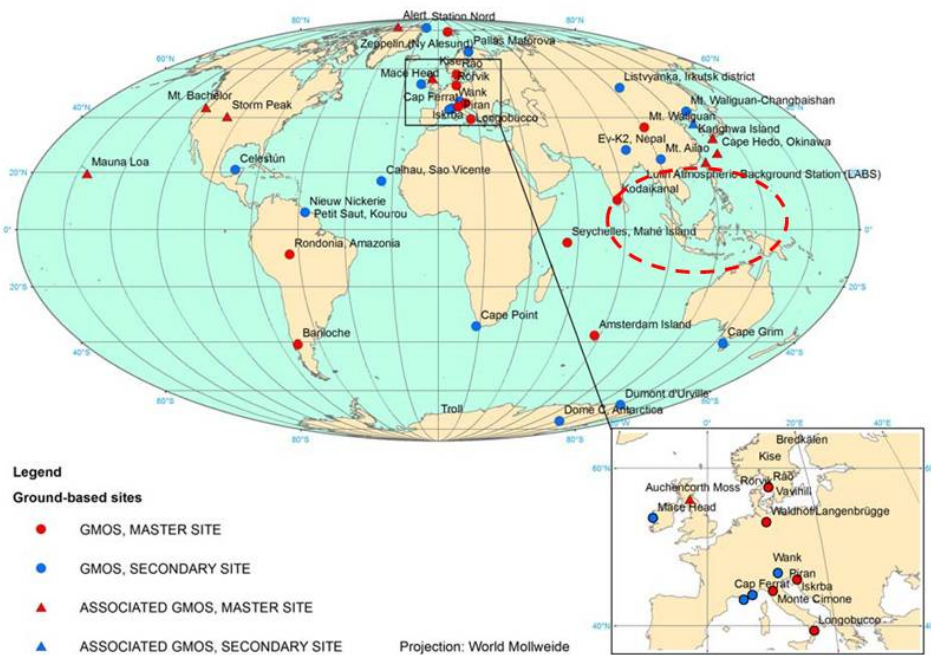 Alert
Station Nord
80°N
80°N
Zeppelin (Ny Alesund)
Pallas Matorova
60°N
60°N
Kise
Råo
Mace Head
Rörvik
Listvyanka, Irkutsk district
Mt. Bachelor
40°N
Cap Ferrat
Wank
Mt. Waliguan-Changbaishan
40°N
Storm Peak
Iskrba
Piran
Mt. Waliguan
Longobucco
Kanghwa Island
Ev-K2, Nepal
Mt. Ailao
Cape Hedo, Okinawa
Mauna Loa
20°N
Celestún
Calhau, Sao Vicente
Lulin Atmospheric Background Station (LABS)
20°N
Kodaikanal
Nieuw Nickerie
Petit Saut, Kourou
0°
Seychelles, Mahé Island
0°
Rondonia, Amazonia
20°S
20°S
Cape Point
Amsterdam Island
Bariloche
Cape Grim
40°S
40°S
60°S
Dumont d'Urville
60°S
Troll
Dome C, Antarctica
80°S
80°S
0°
20°E
40°E
Bredkälen
Kise
60°N
60°N
Råö
Rörvik
Vavihill
Auchencorth Moss
Mace Head
Waldhof/Langenbrügge
Wank
Piran
Cap Ferrat
Iskrba
Monte Cimone
Longobucco
40°N
40°N
0°
20°E
Legend
Ground-based sites
GMOS, MASTER SITE
GMOS, SECONDARY SITE
ASSOCIATED GMOS, MASTER SITE
ASSOCIATED GMOS, SECONDARY SITE
Projection: World Mollweide